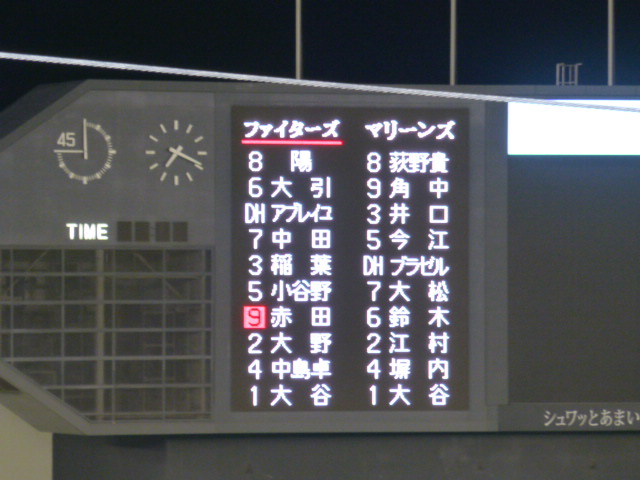 45
TIME
ファイターズ マリーンズ
8 陽 8 荻野貴
6 大引 9 角中
DH アブレイユ 3 井口
7 中田 5 今江
3 稲葉 DH ブラゼル
5 小谷野 7 大松
9 赤田 6 鈴木
2 大野 2 江村
4 中島卓 4 塀内
1 大谷 1 大谷
シュワッとあまい